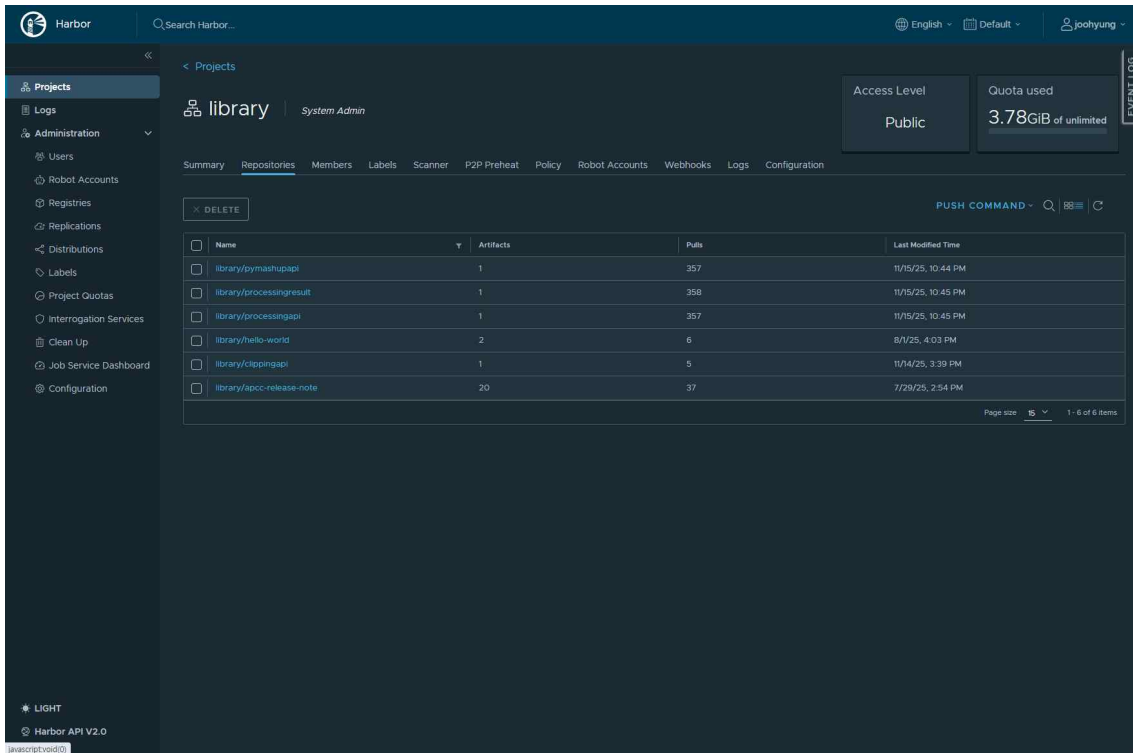 Harbor
Search Harbor...
English
Default
joohyung
EVENT LOG
Projects
Logs
Administration
Users
Robot Accounts
Registries
Replications
Distributions
Labels
Project Quotas
Interrogation Services
Clean Up
Job Service Dashboard
Configuration
LIGHT
Harbor API V2.0
javascript:void(0)
< Projects
library System Admin
Access Level
Public
Quota used
3.78GiB of unlimited
Summary Repositories Members Labels Scanner P2P Preheat Policy Robot Accounts Webhooks Logs Configuration
× DELETE
PUSH COMMAND
Name Artifacts Pulls Last Modified Time
library/pymashupapi 1 357 11/15/25, 10:44 PM
library/processingresult 1 358 11/15/25, 10:45 PM
library/processingapi 1 357 11/15/25, 10:45 PM
library/hello-world 2 6 8/1/25, 4:03 PM
library/clippingapi 1 5 11/14/25, 3:39 PM
library/apcc-release-note 20 37 7/29/25, 2:54 PM
Page size 15 1 - 6 of 6 items